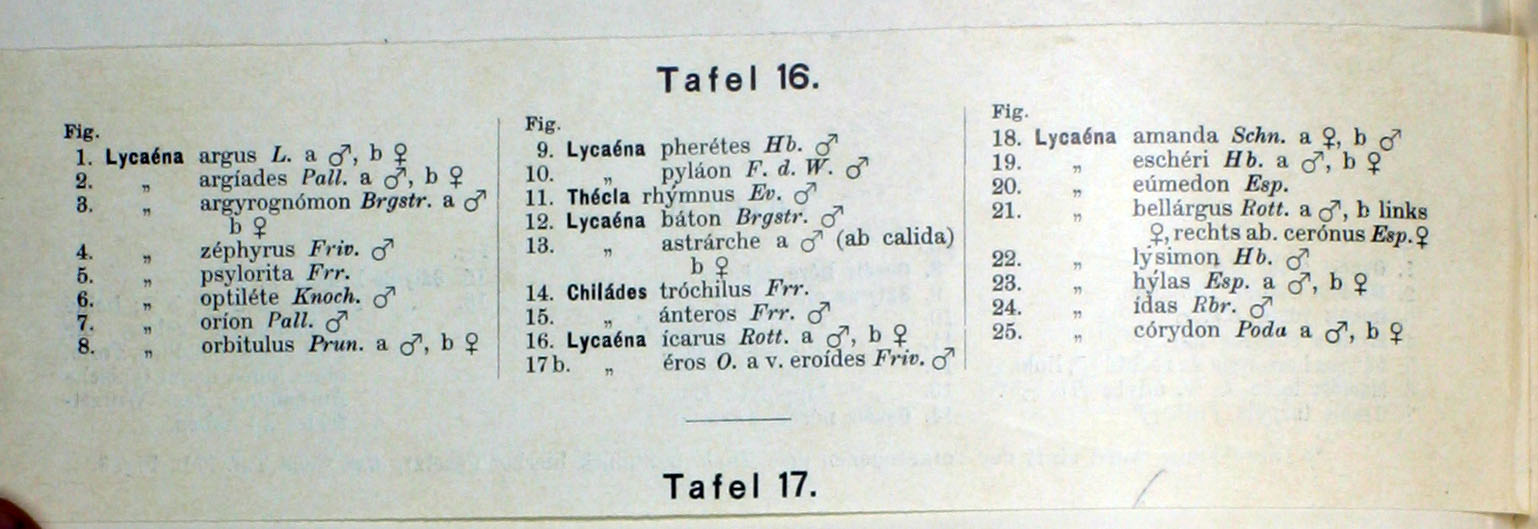 Tafel 16.
Fig.
1. Lycaéna argus L. a ♂, b ♀
2. „ argíades Pall. a ♂, b ♀
3. „ argyrognómon Brgstr. a ♂
b ♀
4. „ zéphyrus Friv. ♂
5. „ psylorita Frr.
6. „ optiléte Knoch. ♂
7. „ oríon Pall. ♂
8. „ orbitulus Prun. a ♂, b ♀
Fig.
9. Lycaéna pherétes Hb. ♂
10. „ pyláon F. d. W. ♂
11. Thécla rhýmnus Ev. ♂
12. Lycaéna báton Brgstr. ♂
13. „ astrárche a ♂ (ab calida)
b ♀
14. Chiládes tróchilus Frr.
15. „ ánteros Frr. ♂
16. Lycaéna ícarus Rott. a ♂, b ♀
17 b. „ éros O. a v. eroídes Friv. ♂
Fig.
18. Lycaéna amanda Schn. a ♀, b ♂
19. „ eschéri Hb. a ♂, b ♀
20. „ eúmedon Esp.
21. „ bellárgus Rott. a ♂, b links
♀, rechts ab. cerónus Esp. ♀
22. „ lýsimon Hb. ♂
23. „ hýlas Esp. a ♂, b ♀
24. „ ídas Rbr. ♂
25. „ córydon Poda a ♂, b ♀
Tafel 17.